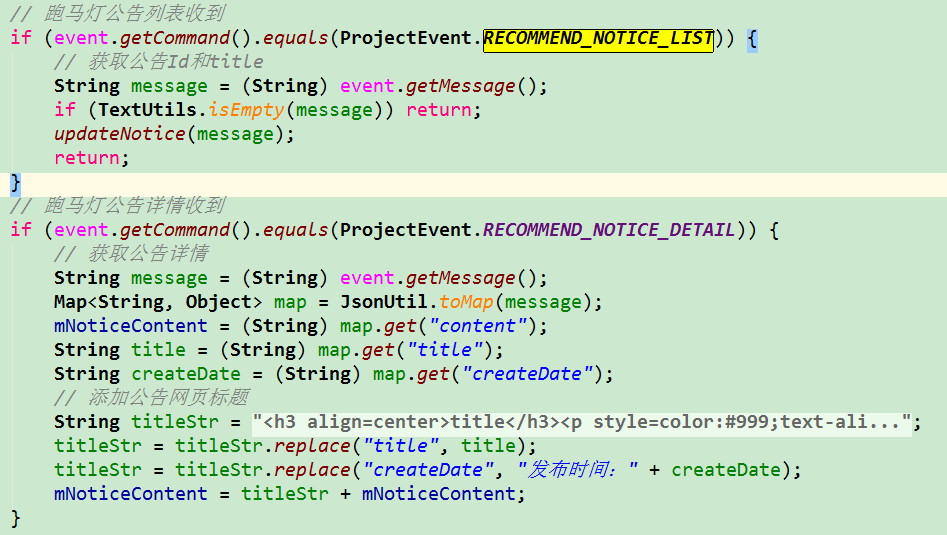 // 跑马灯公告列表收到
if (event.getCommand().equals(ProjectEvent.RECOMMEND_NOTICE_LIST)) {
    // 获取公告Id和title
    String message = (String) event.getMessage();
    if (TextUtils.isEmpty(message)) return;
    updateNotice(message);
    return;
}
// 跑马灯公告详情收到
if (event.getCommand().equals(ProjectEvent.RECOMMEND_NOTICE_DETAIL)) {
    // 获取公告详情
    String message = (String) event.getMessage();
    Map<String, Object> map = JsonUtil.toMap(message);
    mNoticeContent = (String) map.get("content");
    String title = (String) map.get("title");
    String createDate = (String) map.get("createDate");
    // 添加公告网页标题
    String titleStr = "<h3 align=center>title</h3><p style=color:#999;text-ali...";
    titleStr = titleStr.replace("title", title);
    titleStr = titleStr.replace("createDate", "发布时间：" + createDate);
    mNoticeContent = titleStr + mNoticeContent;
}